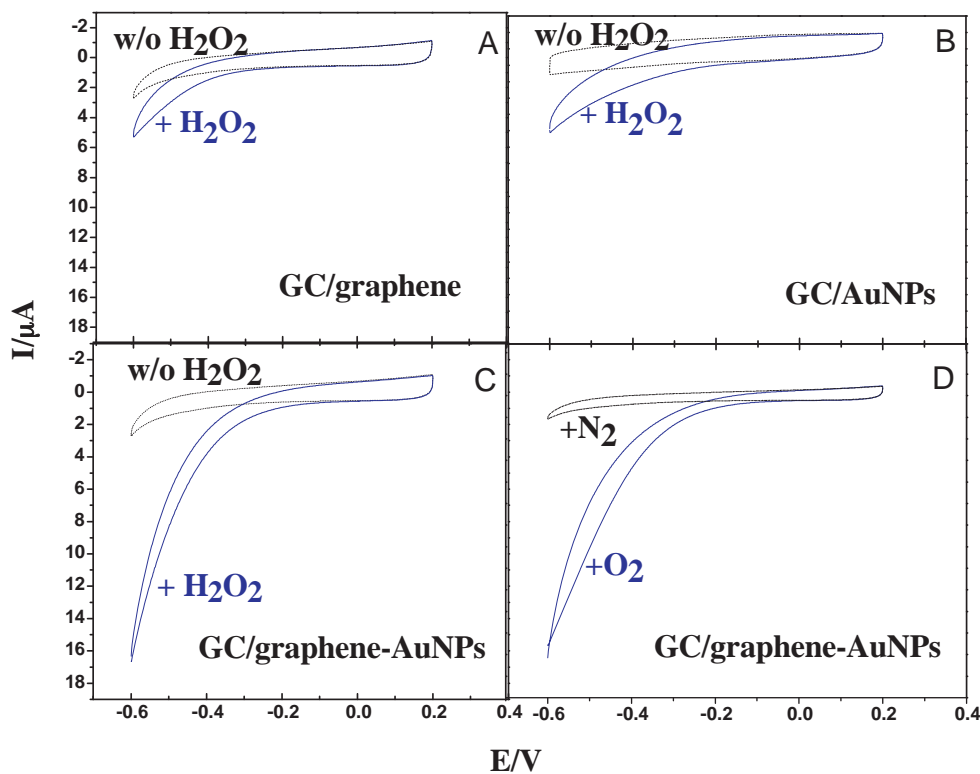 -2
0
2
4
6
8
10
12
14
16
18
w/o H2O2
A
+ H2O2
GC/graphene
w/o H2O2
B
+ H2O2
GC/AuNPs
I/µA
-2
0
2
4
6
8
10
12
14
16
18
w/o H2O2
C
+ H2O2
GC/graphene-AuNPs
D
+N2
+O2
GC/graphene-AuNPs
-0.6 -0.4 -0.2 0.0 0.2 0.4
-0.6 -0.4 -0.2 0.0 0.2 0.4
E/V